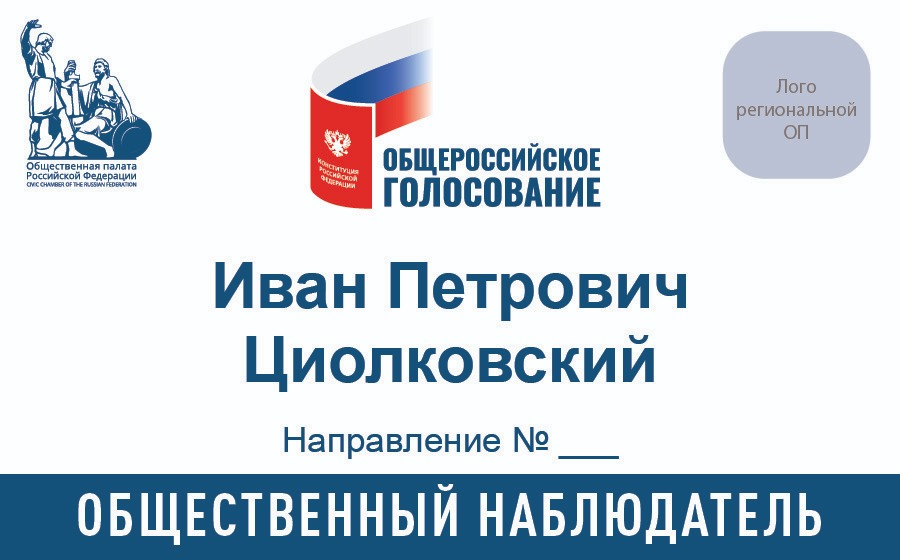 Общественная палата
Российской Федерации
CIVIC CHAMBER OF THE RUSSIAN FEDERATION
КОНСТИТУЦИЯ
РОССИЙСКОЙ
ФЕДЕРАЦИИ
ОБЩЕРОССИЙСКОЕ
ГОЛОСОВАНИЕ
Лого
региональной
ОП
Иван Петрович
Циолковский
Направление № ___
ОБЩЕСТВЕННЫЙ НАБЛЮДАТЕЛЬ